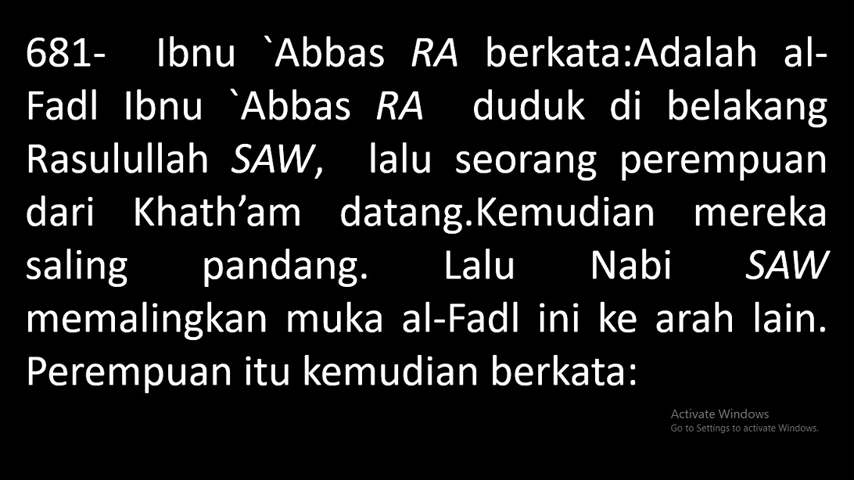 681- Ibnu `Abbas RA berkata:Adalah al-
Fadl Ibnu `Abbas RA duduk di belakang
Rasulullah SAW, lalu seorang perempuan
dari Khath’am datang.Kemudian mereka
saling pandang. Lalu Nabi SAW
memalingkan muka al-Fadl ini ke arah lain.
Perempuan itu kemudian berkata:
Activate Windows
Go to Settings to activate Windows.